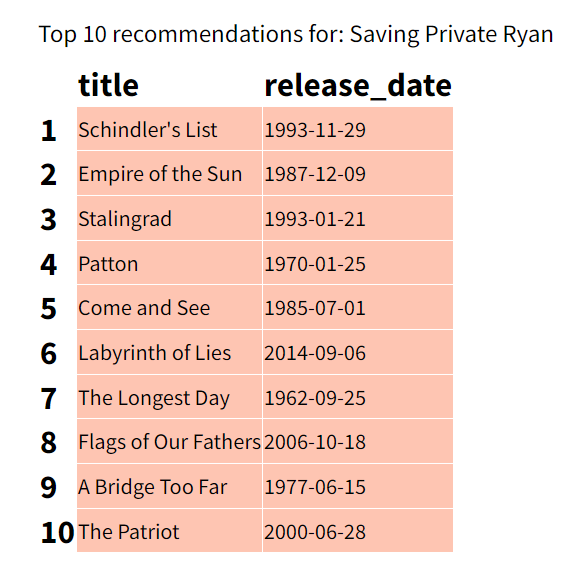 Top 10 recommendations for: Saving Private Ryan
title release_date
1 Schindler's List 1993-11-29
2 Empire of the Sun 1987-12-09
3 Stalingrad 1993-01-21
4 Patton 1970-01-25
5 Come and See 1985-07-01
6 Labyrinth of Lies 2014-09-06
7 The Longest Day 1962-09-25
8 Flags of Our Fathers 2006-10-18
9 A Bridge Too Far 1977-06-15
10 The Patriot 2000-06-28